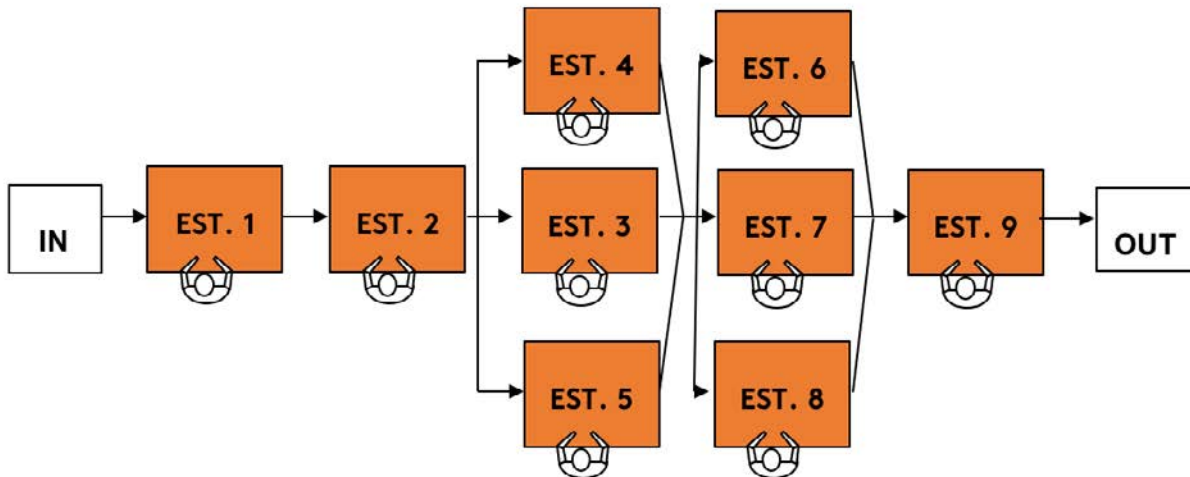 EST. 4
EST. 6
IN
EST. 1
EST. 2
EST. 3
EST. 7
EST. 9
OUT
EST. 5
EST. 8